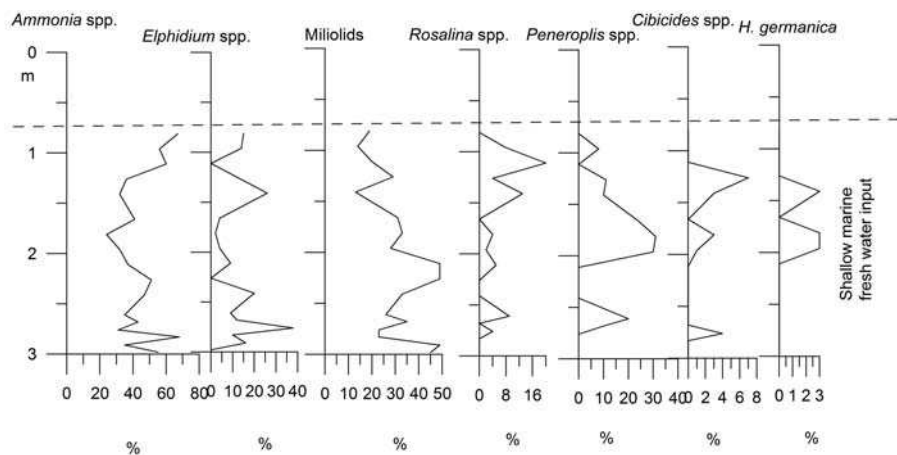 Ammonia spp.
Elphidium spp.
Miliolids
Rosalina spp.
Peneroplis spp.
Cibicides spp.
H. germanica
0
m
1
2
3
Shallow marine
fresh water input
0 20 40 60 80
0 10 20 30 40
0 10 20 30 40 50
0 8 16
0 10 20 30 40
0 2 4 6 8
0 1 2 3
% % % % % % %